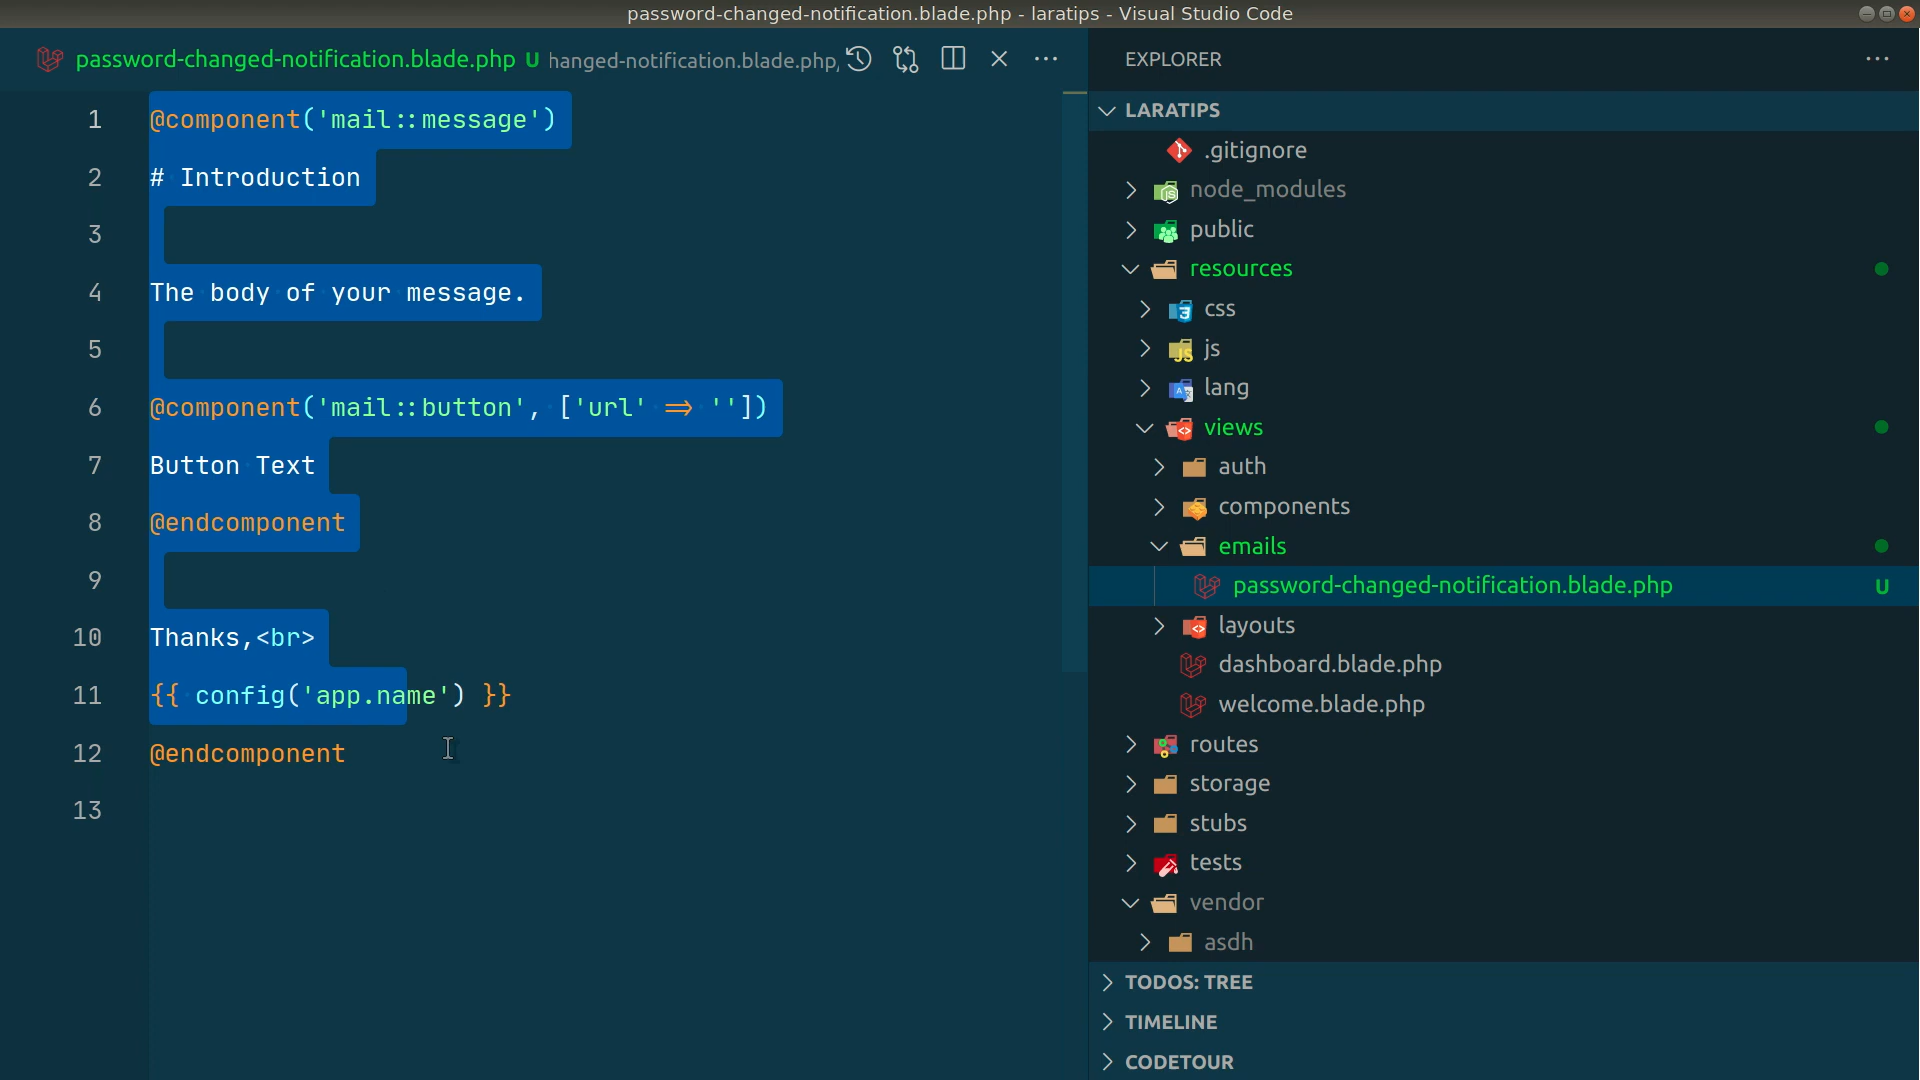 password-changed-notification.blade.php - laratips - Visual Studio Code
password-changed-notification.blade.php U hanged-notification.blade.php,
1 @component('mail::message')
2 # Introduction
3
4 The body of your message.
5
6 @component('mail::button', ['url' => ''])
7 Button Text
8 @endcomponent
9
10 Thanks,<br>
11 {{ config('app.name') }}
12 @endcomponent
13
EXPLORER
LARATIPS
.gitignore
node_modules
public
resources
css
js
lang
views
auth
components
emails
password-changed-notification.blade.php U
layouts
dashboard.blade.php
welcome.blade.php
routes
storage
stubs
tests
vendor
asdh
TODOS: TREE
TIMELINE
CODETOUR